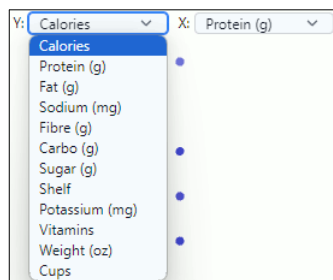 Y: Calories X: Protein (g)
Calories
Protein (g)
Fat (g)
Sodium (mg)
Fibre (g)
Carbo (g)
Sugar (g)
Shelf
Potassium (mg)
Vitamins
Weight (oz)
Cups